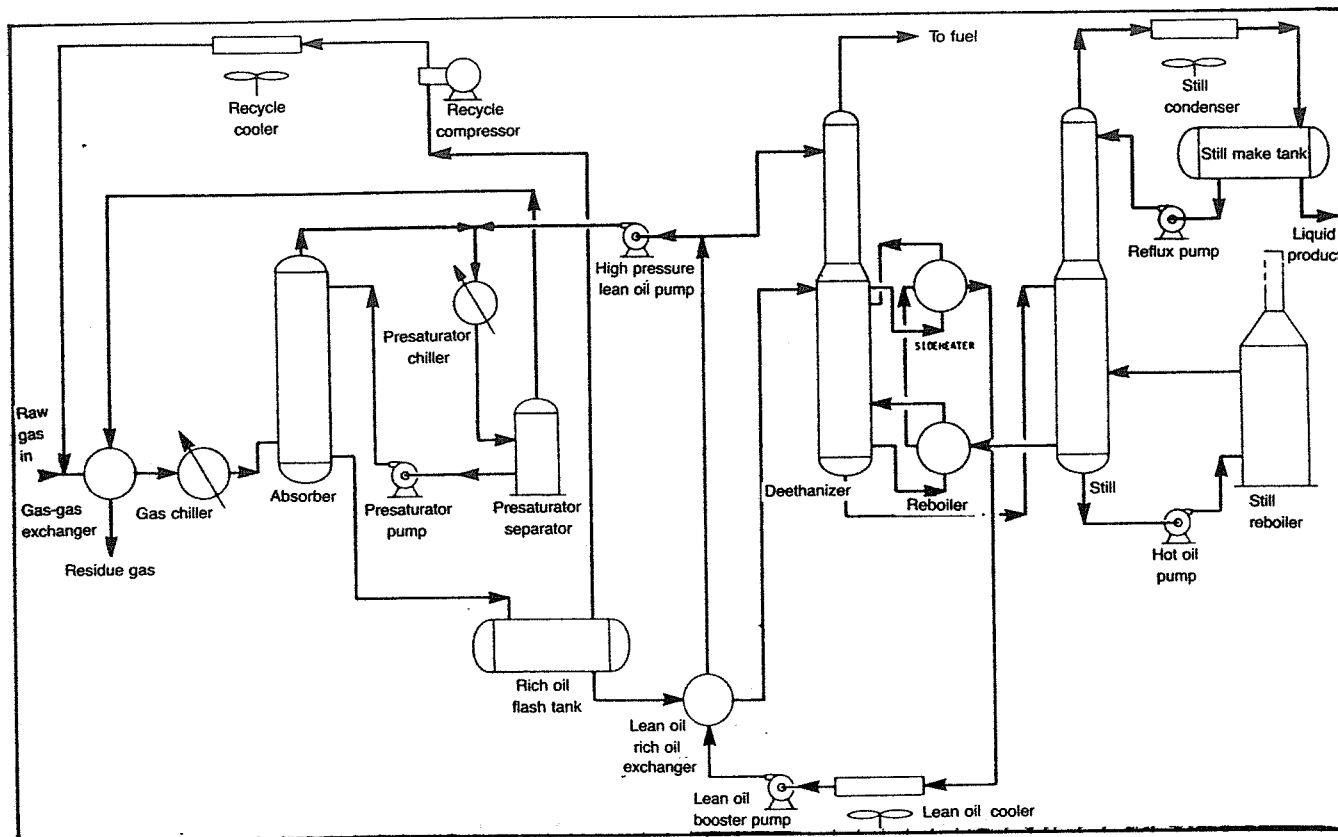 To fuel
Still
condenser
Recycle
cooler
Recycle
compressor
Still make tank
Reflux pump
Liquid
product
High pressure
lean oil pump
Presaturator
chiller
SIDEHEATER
Raw
gas
in
Gas-gas
exchanger
Gas chiller
Absorber
Presaturator
pump
Presaturator
separator
Deethanizer
Reboiler
Still
Still
reboiler
Hot oil
pump
Residue gas
Rich oil
flash tank
Lean oil
rich oil
exchanger
Lean oil
booster pump
Lean oil cooler